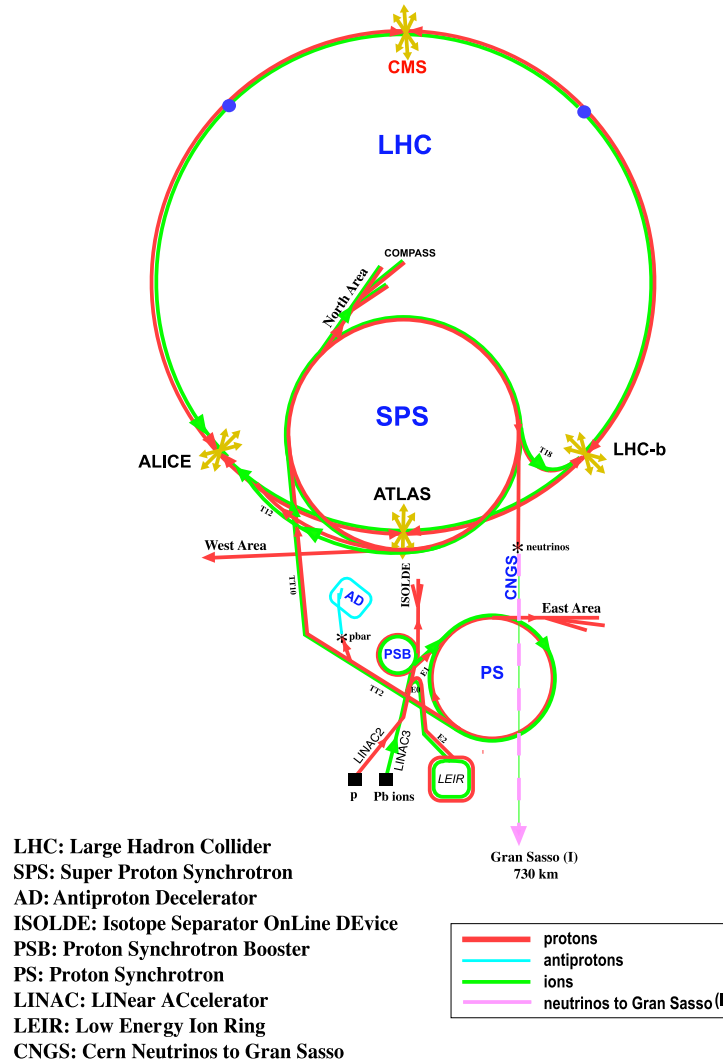 CMS
LHC
COMPASS
North Area
SPS
T18
LHC-b
ALICE
ATLAS
T12
West Area
neutrinos
ISOLDE
CNGS
TT10
AD
East Area
pbar
PSB
E1
PS
TT2
E0
LINAC2
LINAC3
E2
LEIR
p
Pb ions
Gran Sasso (I)
730 km
LHC: Large Hadron Collider
SPS: Super Proton Synchrotron
AD: Antiproton Decelerator
ISOLDE: Isotope Separator OnLine DEvice
PSB: Proton Synchrotron Booster
PS: Proton Synchrotron
LINAC: LINear ACcelerator
LEIR: Low Energy Ion Ring
CNGS: Cern Neutrinos to Gran Sasso
protons
antiprotons
ions
neutrinos to Gran Sasso